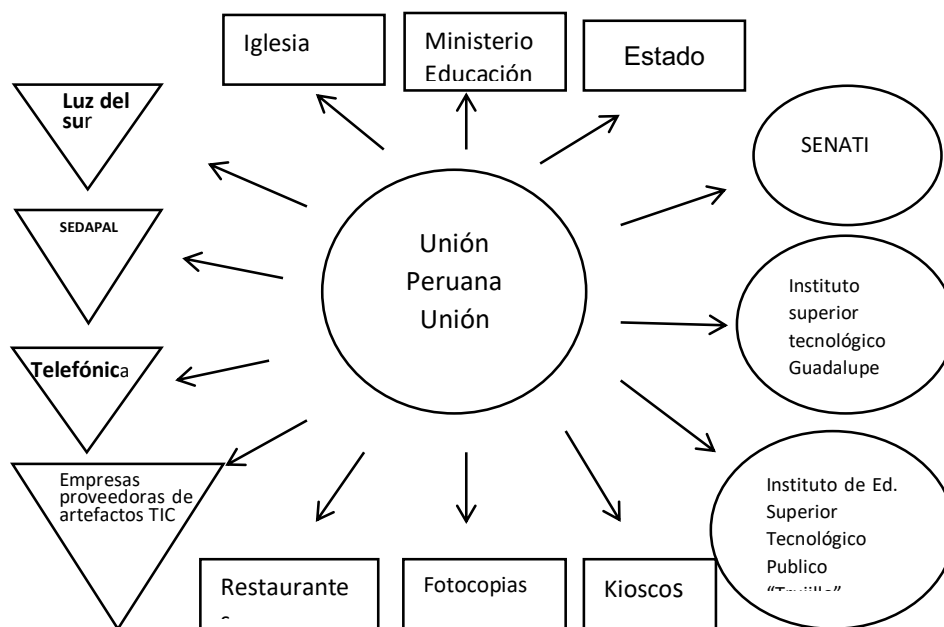 Iglesia
Ministerio
Educación
Estado
Luz del
sur
SENATI
SEDAPAL
Unión
Peruana
Unión
Instituto
superior
tecnológico
Guadalupe
Telefónica
Empresas
proveedoras de
artefactos TIC
Instituto de Ed.
Superior
Tecnológico
Publico
"Trujillo"
Restaurante
s
Fotocopias
Kioscos